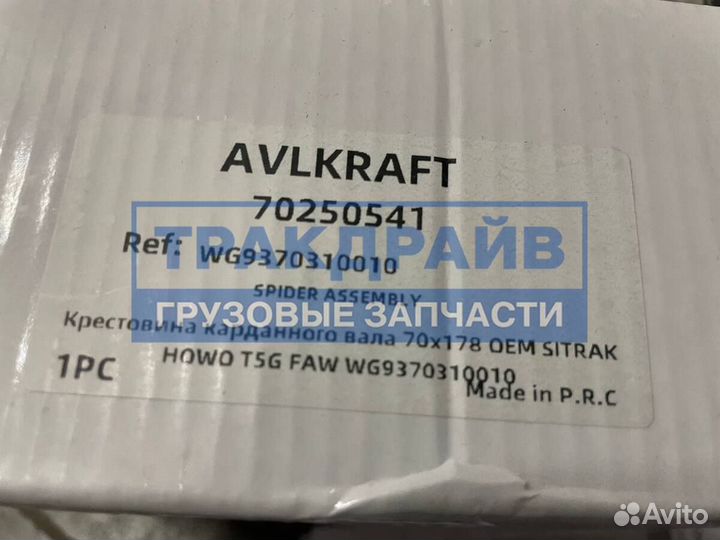 AVLKRAFT
70250541
ТРАКДРАЙВ
Ref: WG9370310010
SPIDER ASSEMBLY
ГРУЗОВЫЕ ЗАПЧАСТИ
Крестовина карданного вала 70x178 OEM SITRAK
HOWO T5G FAW WG9370310010
1PC
Made in P.R.C
Avito